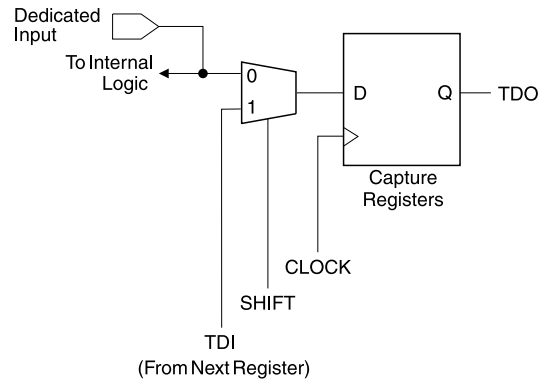 Dedicated
Input
To Internal
Logic
0
1
D
Q
TDO
Capture
Registers
CLOCK
SHIFT
TDI
(From Next Register)